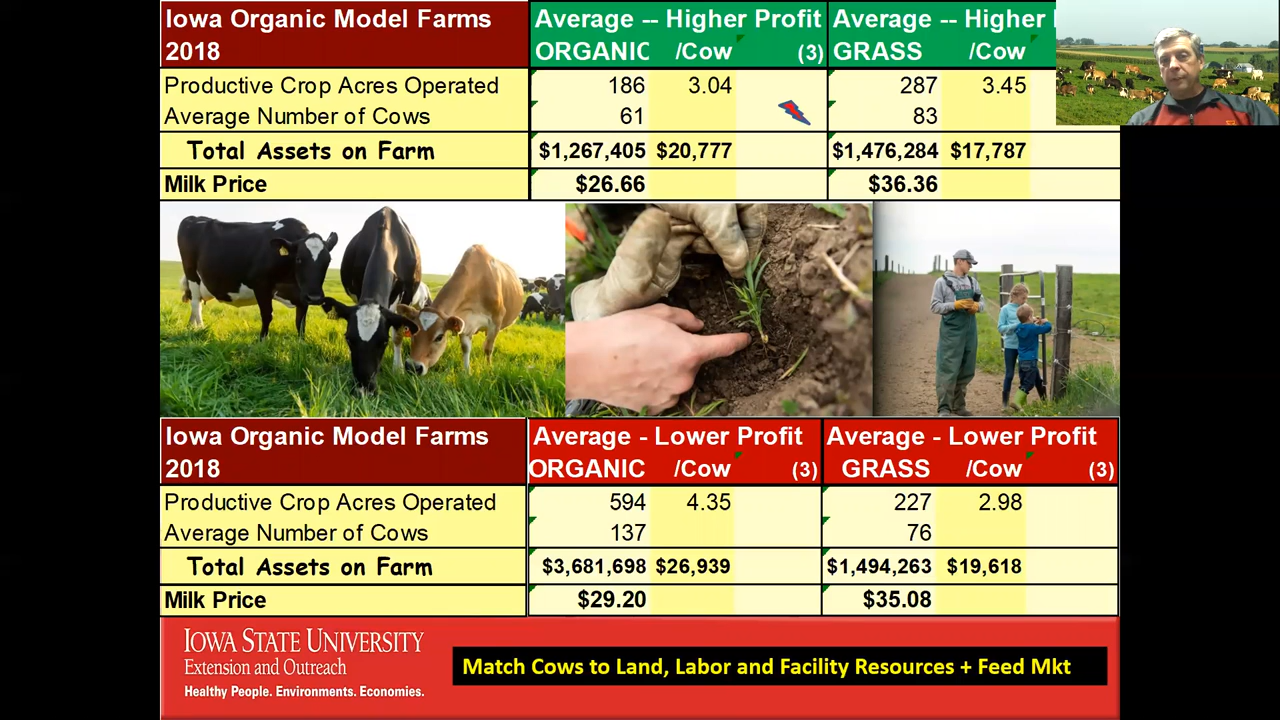 Iowa Organic Model Farms Average -- Higher Profit Average -- Higher
2018 ORGANIC /Cow (3) GRASS /Cow
Productive Crop Acres Operated 186 3.04 287 3.45
Average Number of Cows 61 83
Total Assets on Farm $1,267,405 $20,777 $1,476,284 $17,787
Milk Price $26.66 $36.36
Iowa Organic Model Farms Average - Lower Profit Average - Lower Profit
2018 ORGANIC /Cow (3) GRASS /Cow (3)
Productive Crop Acres Operated 594 4.35 227 2.98
Average Number of Cows 137 76
Total Assets on Farm $3,681,698 $26,939 $1,494,263 $19,618
Milk Price $29.20 $35.08
IOWA STATE UNIVERSITY
Extension and Outreach
Healthy People. Environments. Economies.
Match Cows to Land, Labor and Facility Resources + Feed Mkt